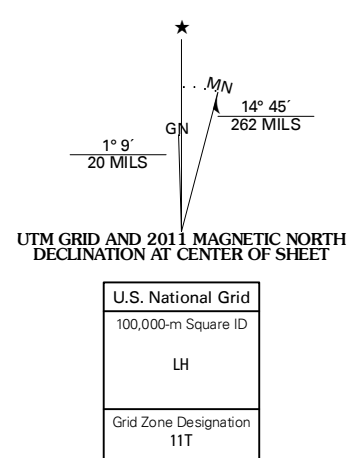 MN
GN
14° 45´
262 MILS
1° 9´
20 MILS
UTM GRID AND 2011 MAGNETIC NORTH
DECLINATION AT CENTER OF SHEET
U.S. National Grid
100,000-m Square ID
LH
Grid Zone Designation
11T